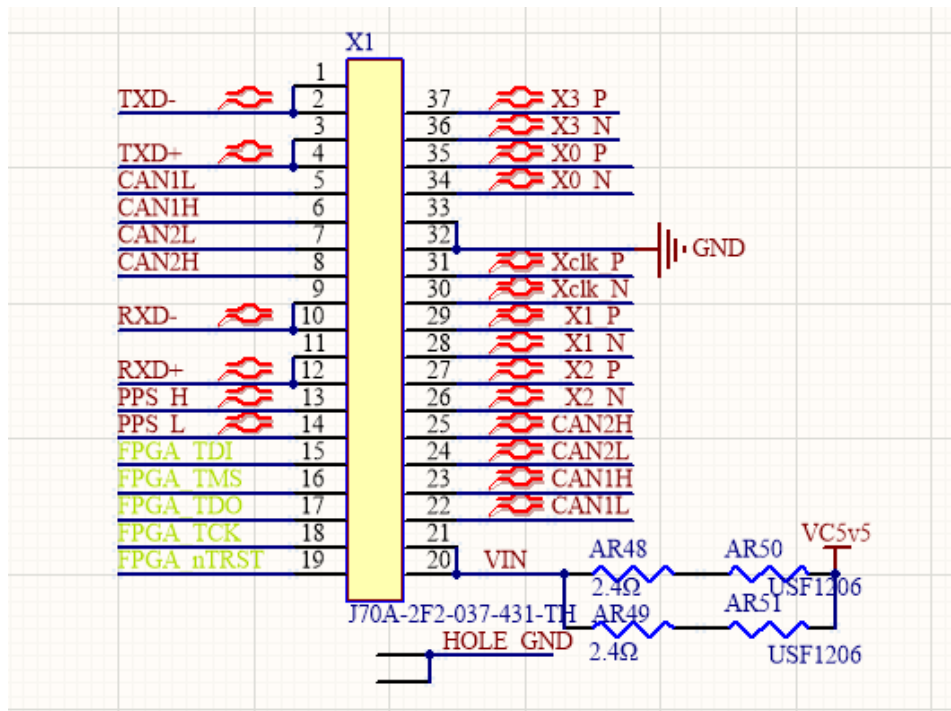 X1
1
TXD- 2 37 X3_P
3 36 X3_N
TXD+ 4 35 X0_P
CAN1L 5 34 X0_N
CAN1H 6 33
CAN2L 7 32 GND
CAN2H 8 31 Xclk_P
9 30 Xclk_N
RXD- 10 29 X1_P
11 28 X1_N
RXD+ 12 27 X2_P
PPS_H 13 26 X2_N
PPS_L 14 25 CAN2H
FPGA_TDI 15 24 CAN2L
FPGA_TMS 16 23 CAN1H
FPGA_TDO 17 22 CAN1L
FPGA_TCK 18 21 VC5v5
FPGA_nTRST 19 20 VIN AR48 AR50
2.4Ω USF1206
J70A-2F2-037-431-TH AR49 AR51
HOLE_GND 2.4Ω USF1206